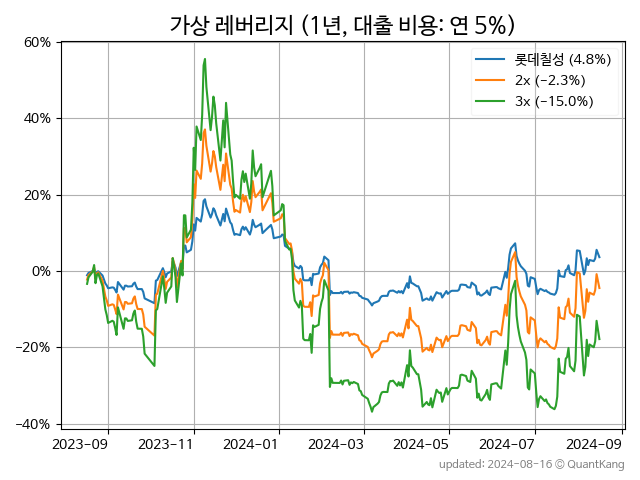 가상 레버리지 (1년, 대출 비용: 연 5%)
60%
40%
20%
0%
−20%
−40%
롯데칠성 (4.8%)
2x (−2.3%)
3x (−15.0%)
2023-09
2023-11
2024-01
2024-03
2024-05
2024-07
2024-09
updated: 2024-08-16 © QuantKang